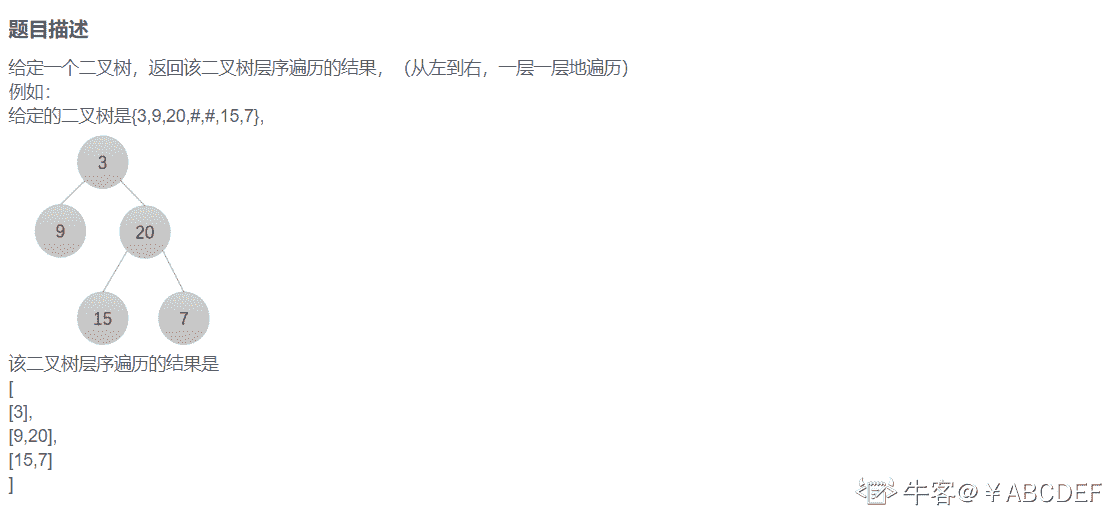 题目描述
给定一个二叉树，返回该二叉树层序遍历的结果，（从左到右，一层一层地遍历）
例如：
给定的二叉树是{3,9,20,#,#,15,7},
3
9 20
15 7
该二叉树层序遍历的结果是
[
[3],
[9,20],
[15,7]
]
牛客@￥ABCDEF